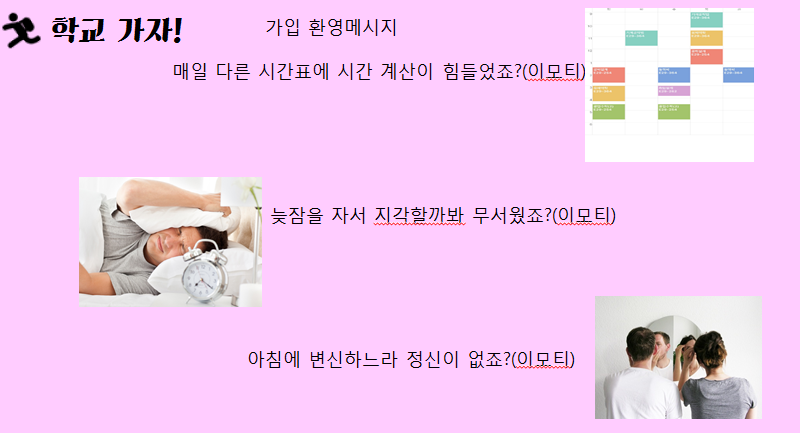 학교 가자!
가입 환영메시지
매일 다른 시간표에 시간 계산이 힘들었죠?(이모티)
늦잠을 자서 지각할까봐 무서웠죠?(이모티)
아침에 변신하느라 정신이 없죠?(이모티)